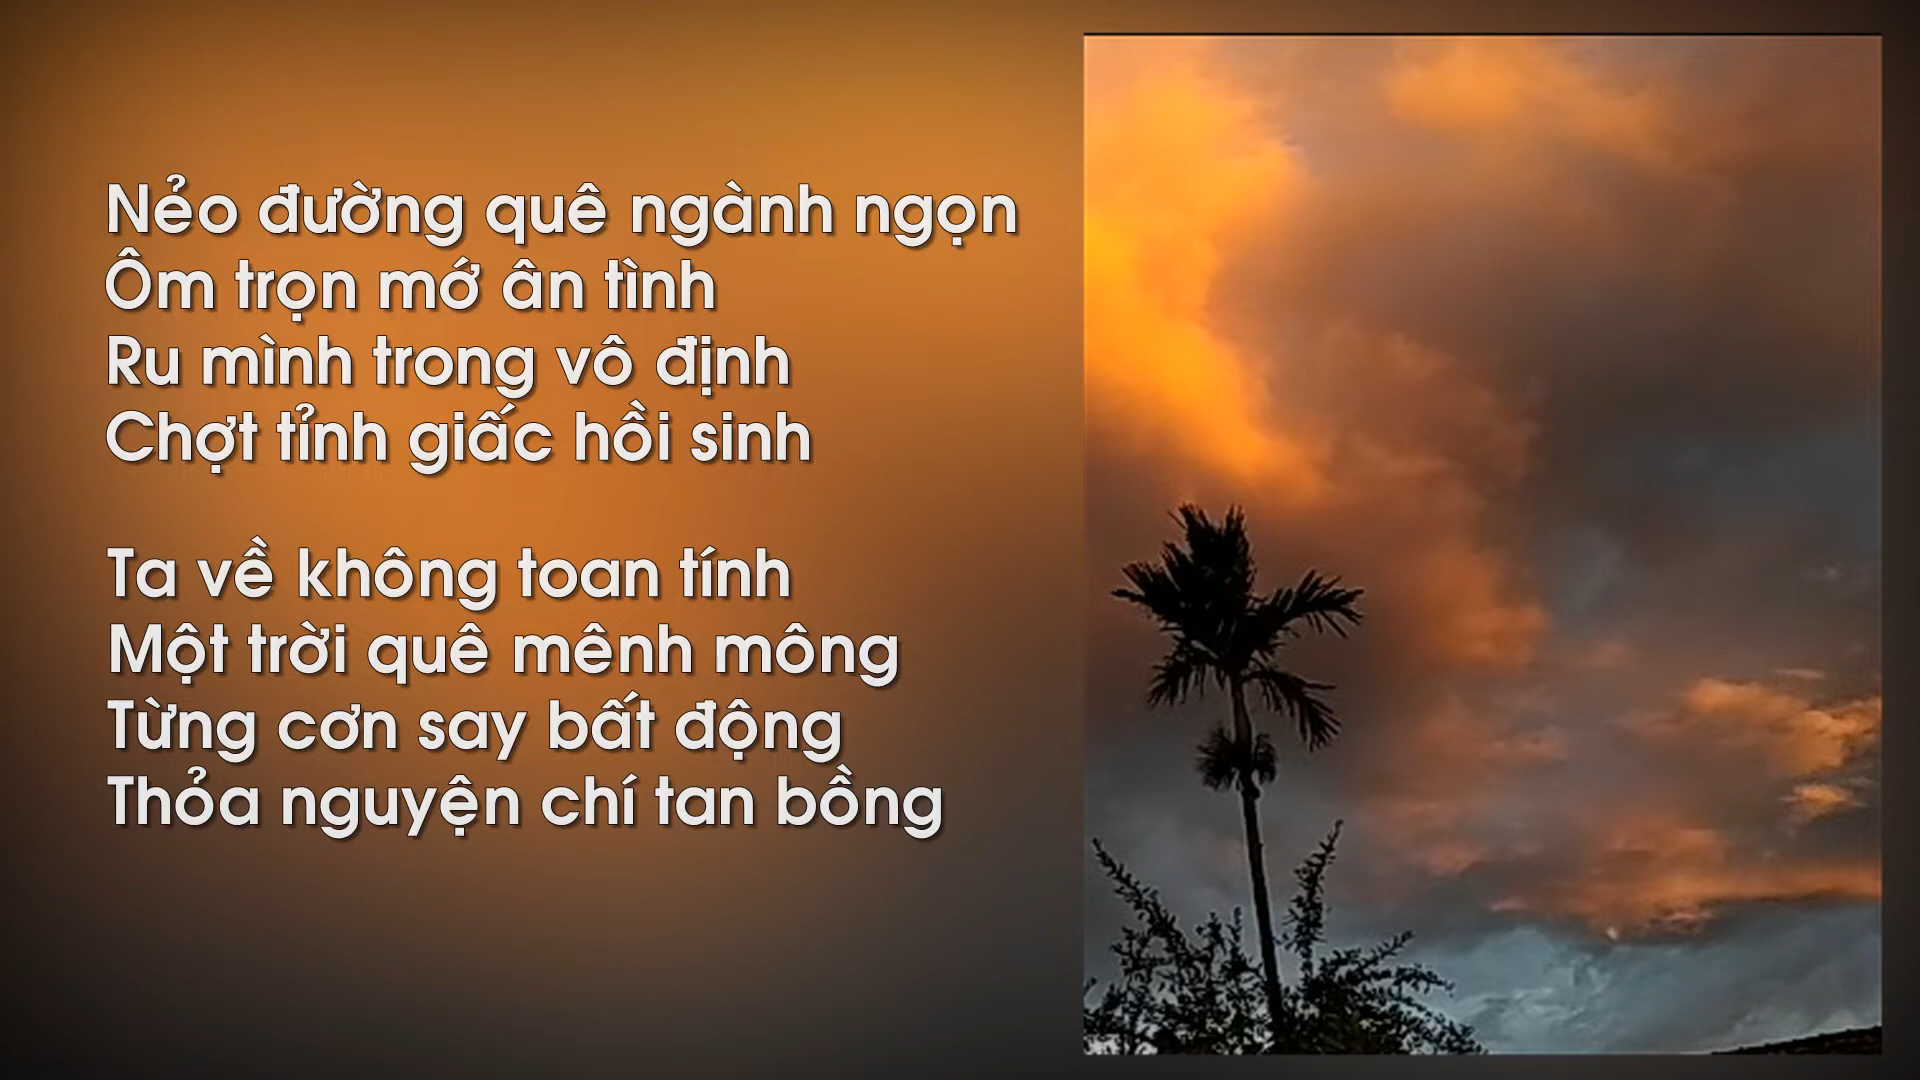 Nẻo đường quê ngành ngọn
Ôm trọn mớ ân tình
Ru mình trong vô định
Chợt tỉnh giấc hồi sinh
Ta về không toan tính
Một trời quê mênh mông
Từng cơn say bất động
Thỏa nguyện chí tan bồng